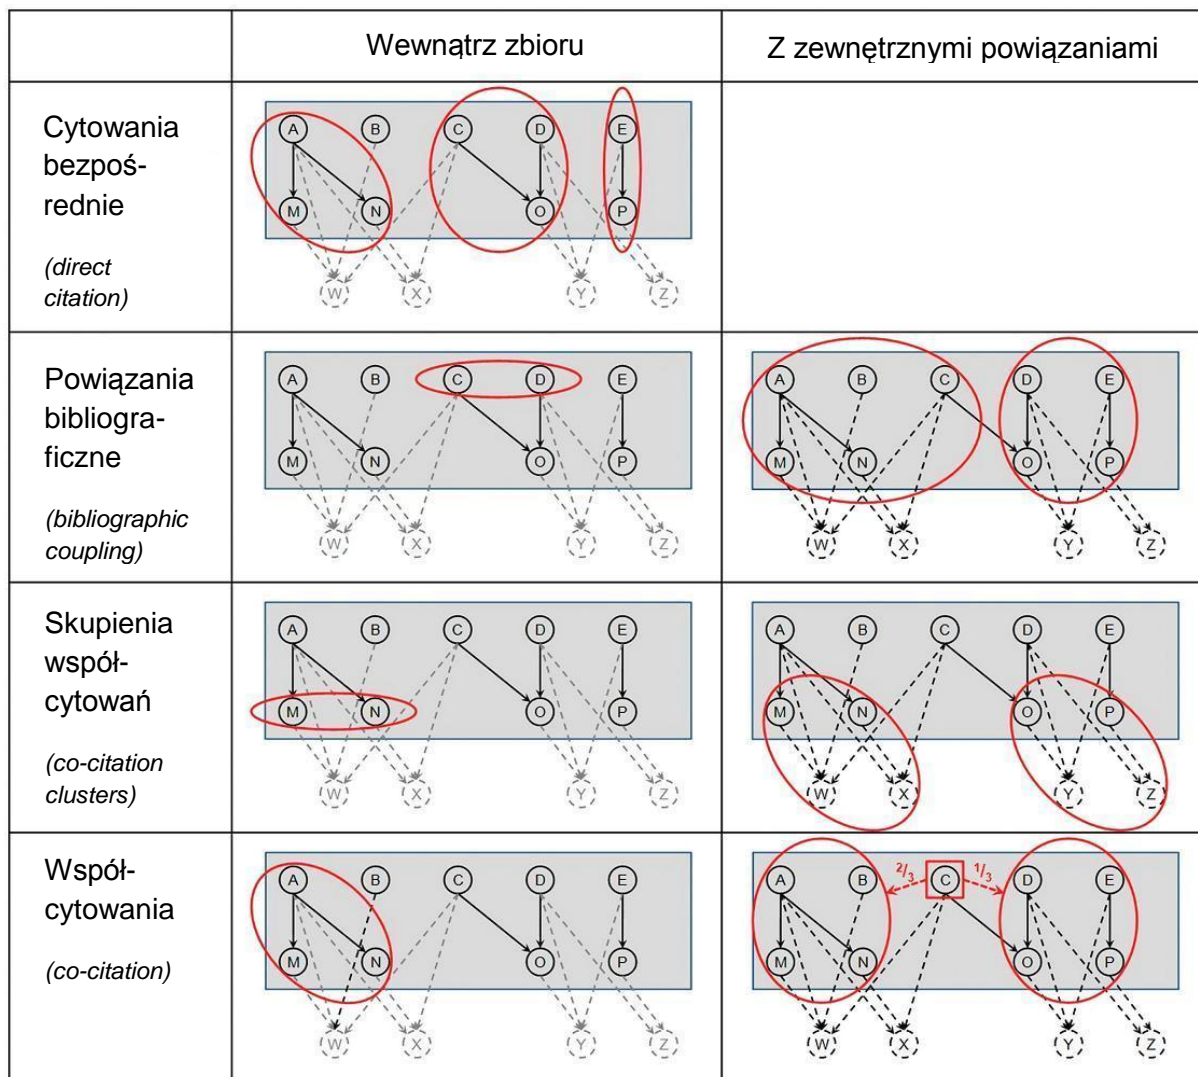 Wewnątrz zbioru
Z zewnętrznymi powiązaniami
Cytowania
bezpoś-
rednie
(direct
citation)
A B C D E
M N O P
W X Y Z
Powiązania
bibliogra-
ficzne
(bibliographic
coupling)
A B C D E
M N O P
W X Y Z
A B C D E
M N O P
W X Y Z
Skupienia
współ-
cytowań
(co-citation
clusters)
A B C D E
M N O P
W X Y Z
A B C D E
M N O P
W X Y Z
Współ-
cytowania
(co-citation)
A B C D E
M N O P
W X Y Z
A B 2/3 C 1/3 D E
M N O P
W X Y Z